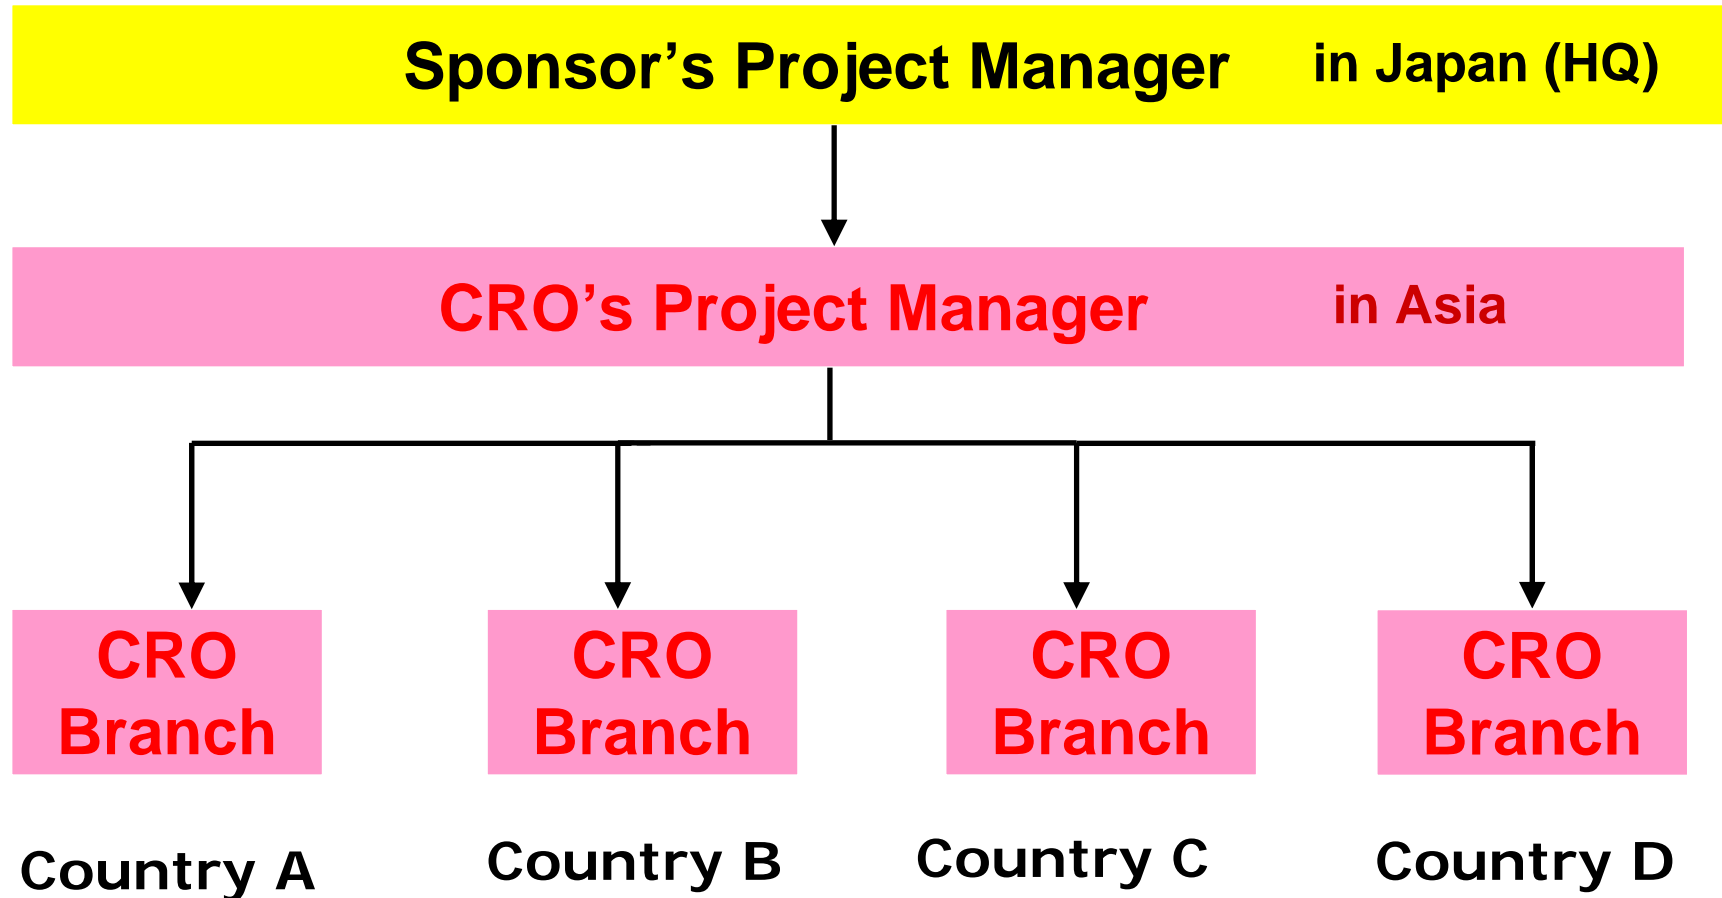 Sponsor’s Project Manager in Japan (HQ)
CRO’s Project Manager in Asia
CRO
Branch
CRO
Branch
CRO
Branch
CRO
Branch
Country A
Country B
Country C
Country D